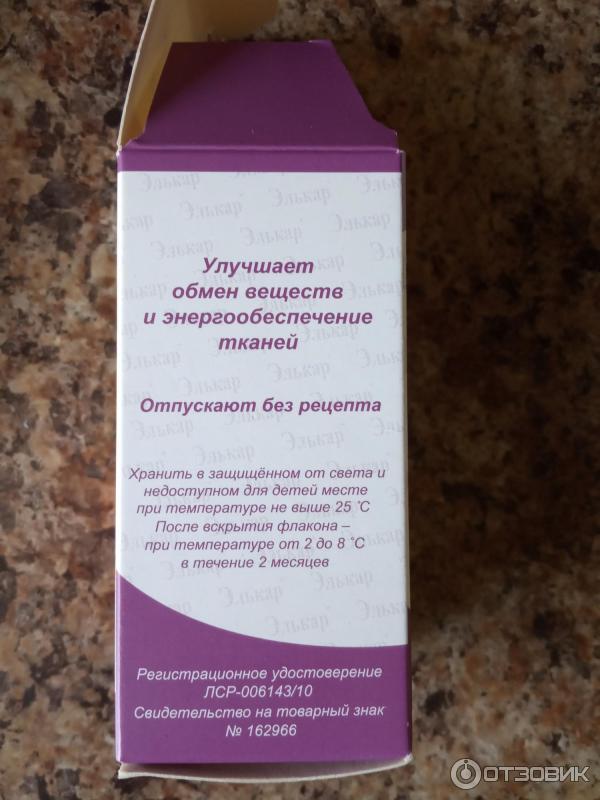 Улучшает
обмен веществ
и энергообеспечение
тканей
Отпускают без рецепта
Хранить в защищённом от света и
недоступном для детей месте
при температуре не выше 25 °С
После вскрытия флакона –
при температуре от 2 до 8 °С
в течение 2 месяцев
Регистрационное удостоверение
ЛСР-006143/10
Свидетельство на товарный знак
№ 162966
Элькар
ОТЗОВИК